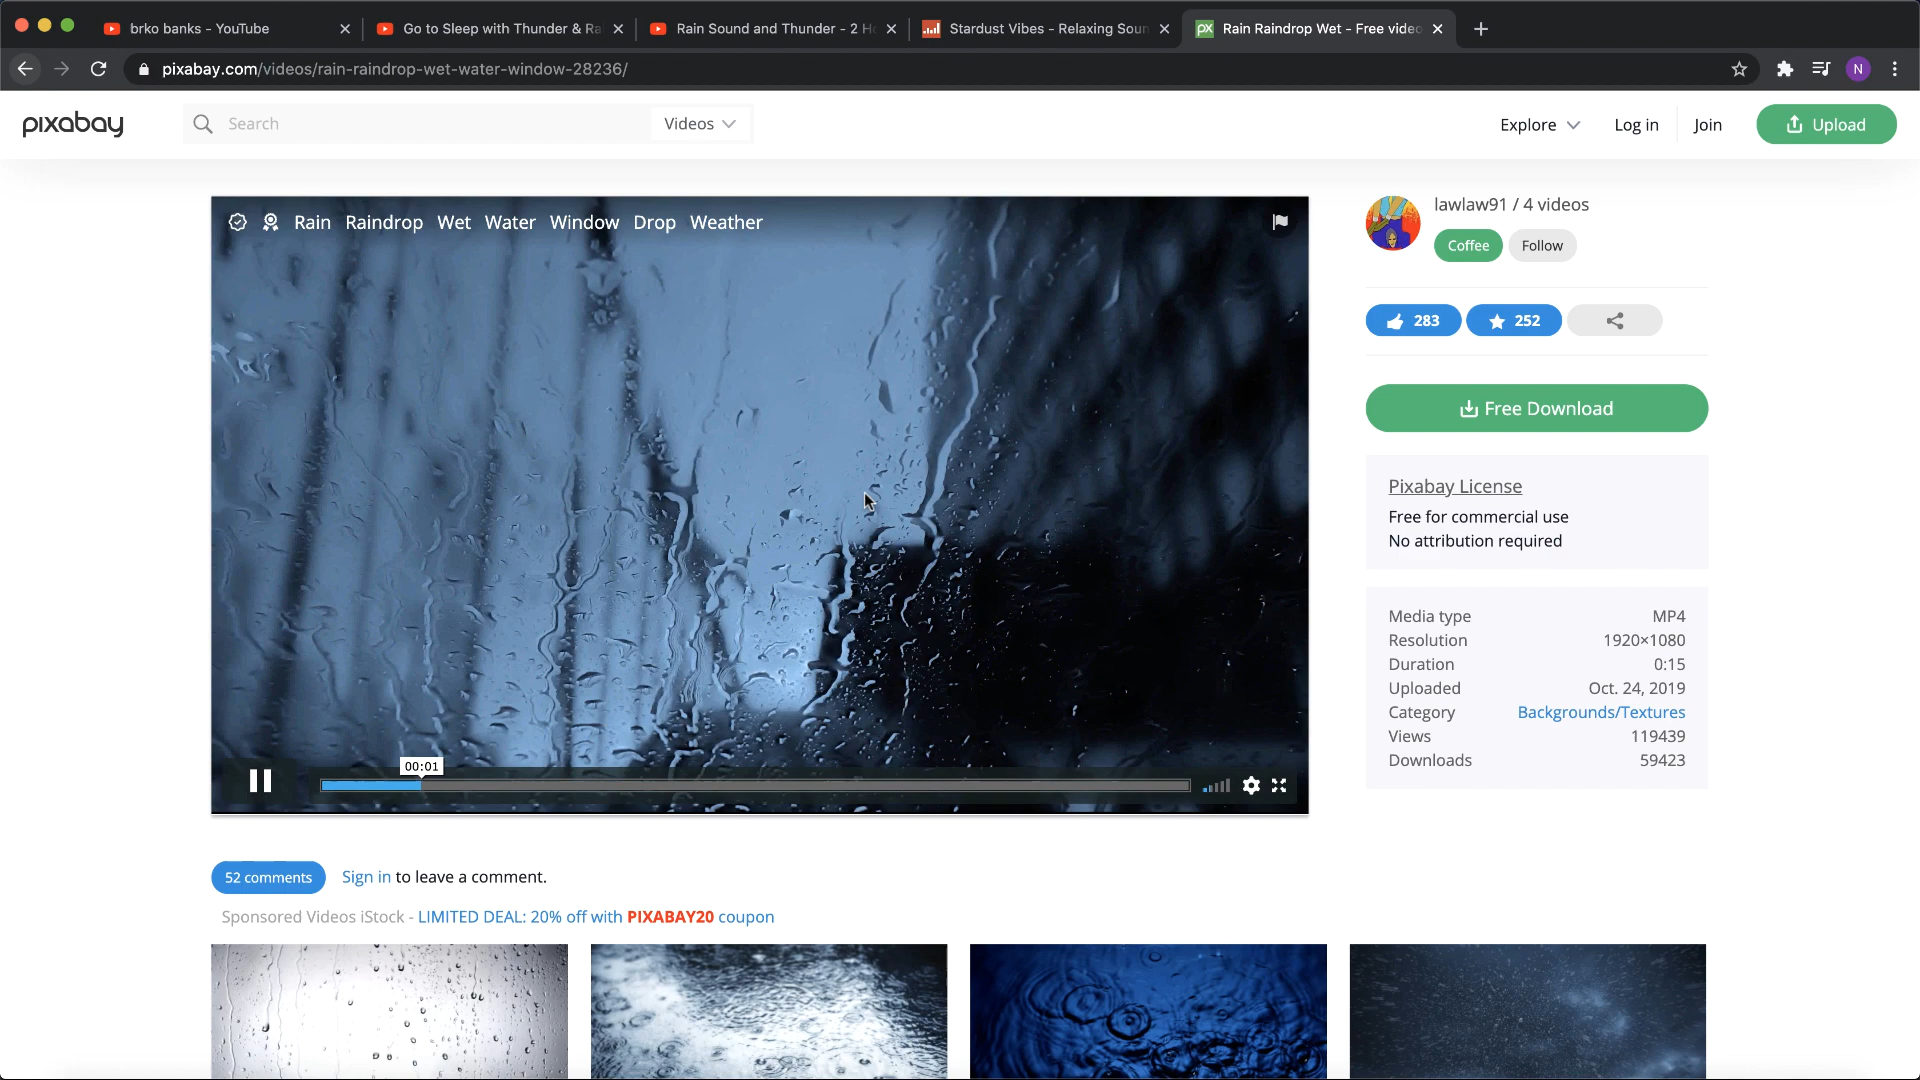 brko banks - YouTube
Go to Sleep with Thunder & Ra
Rain Sound and Thunder - 2 H
Stardust Vibes - Relaxing Soun
Rain Raindrop Wet - Free video
pixabay.com/videos/rain-raindrop-wet-water-window-28236/
N
pixabay
Search
Videos
Explore
Log in
Join
Upload
Rain Raindrop Wet Water Window Drop Weather
lawlaw91 / 4 videos
Coffee
Follow
283
252
Free Download
Pixabay License
Free for commercial use
No attribution required
Media type MP4
Resolution 1920×1080
Duration 0:15
Uploaded Oct. 24, 2019
Category Backgrounds/Textures
Views 119439
Downloads 59423
00:01
52 comments
Sign in to leave a comment.
Sponsored Videos iStock - LIMITED DEAL: 20% off with PIXABAY20 coupon